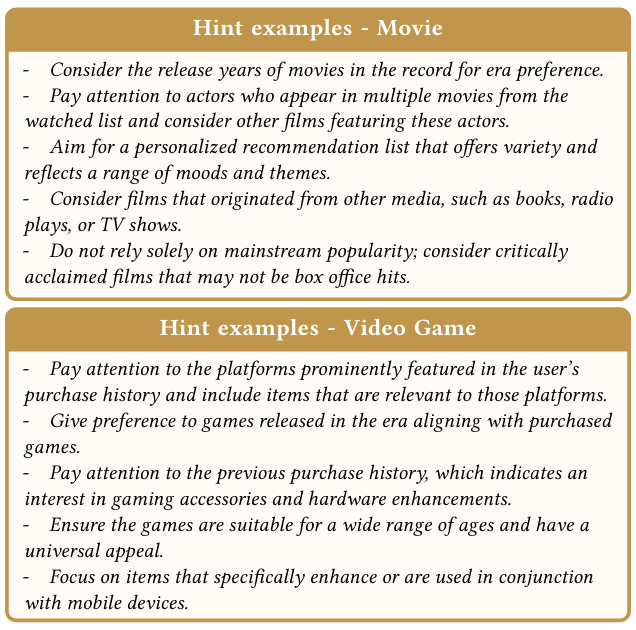 Hint examples - Movie
- Consider the release years of movies in the record for era preference.
- Pay attention to actors who appear in multiple movies from the
watched list and consider other films featuring these actors.
- Aim for a personalized recommendation list that offers variety and
reflects a range of moods and themes.
- Consider films that originated from other media, such as books, radio
plays, or TV shows.
- Do not rely solely on mainstream popularity; consider critically
acclaimed films that may not be box office hits.
Hint examples - Video Game
- Pay attention to the platforms prominently featured in the user's
purchase history and include items that are relevant to those platforms.
- Give preference to games released in the era aligning with purchased
games.
- Pay attention to the previous purchase history, which indicates an
interest in gaming accessories and hardware enhancements.
- Ensure the games are suitable for a wide range of ages and have a
universal appeal.
- Focus on items that specifically enhance or are used in conjunction
with mobile devices.